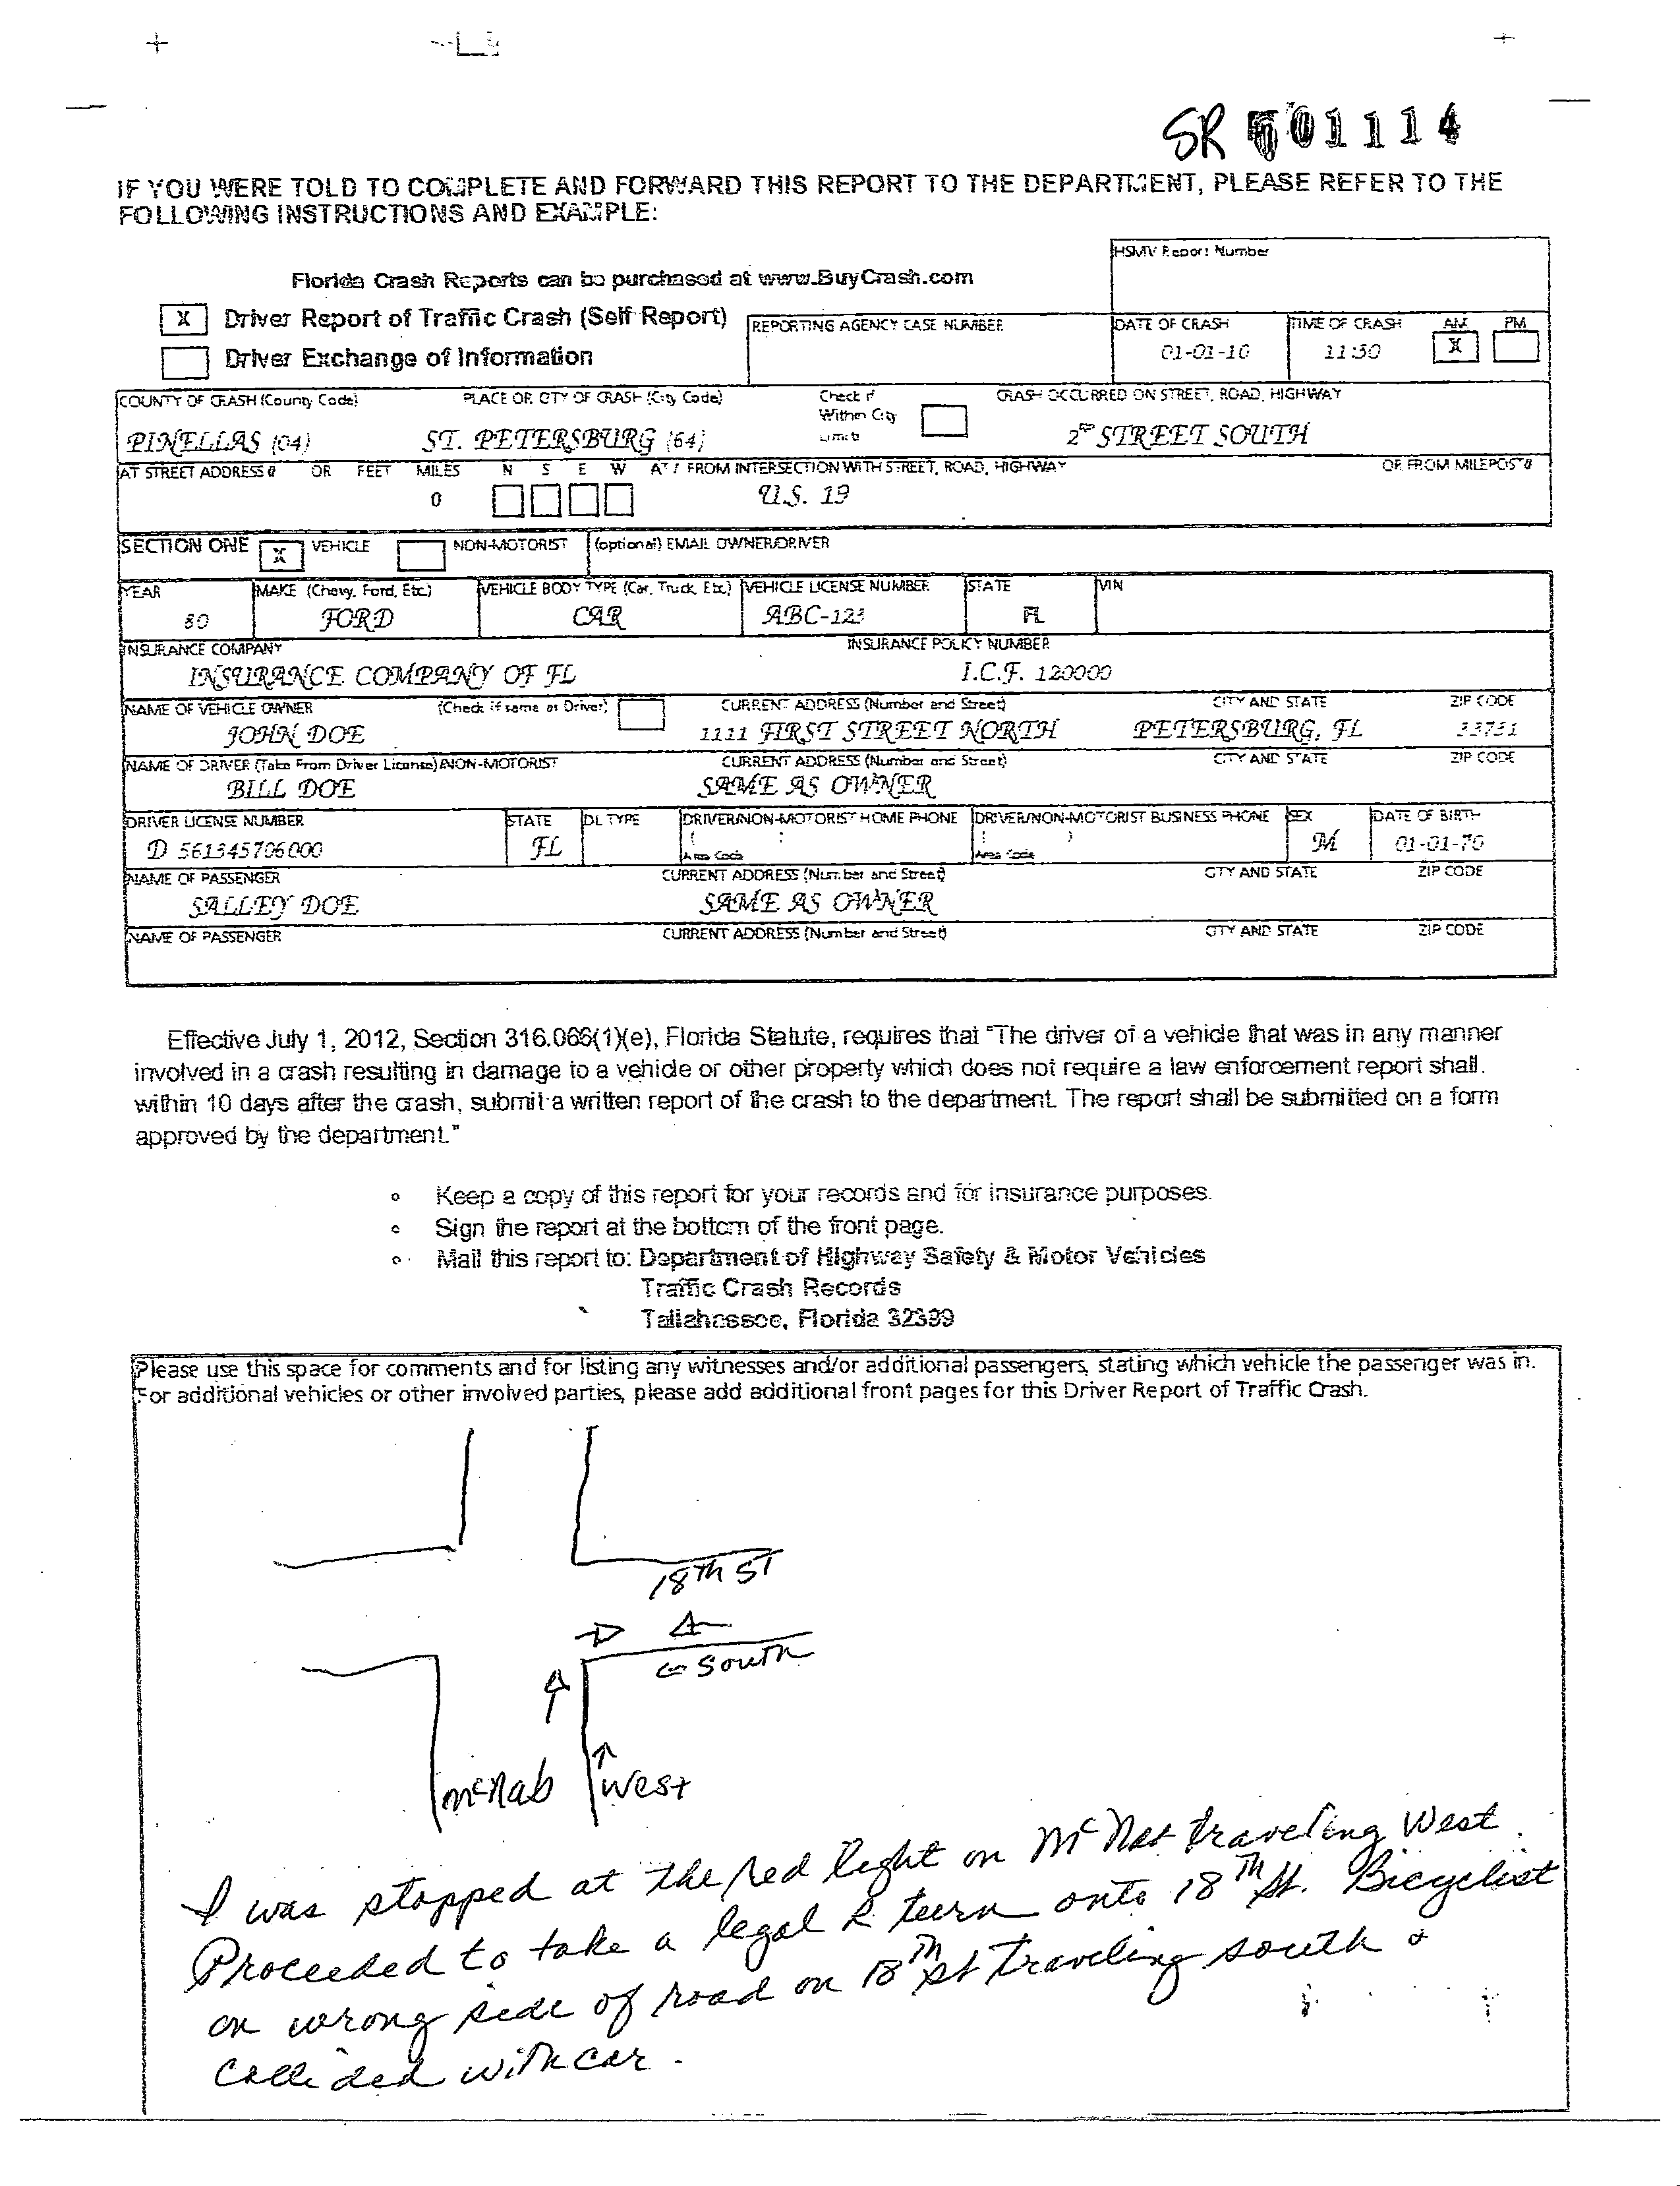 SR 501114
IF YOU WERE TOLD TO COMPLETE AND FORWARD THIS REPORT TO THE DEPARTMENT, PLEASE REFER TO THE
FOLLOWING INSTRUCTIONS AND EXAMPLE:
HSMV Report Number
Florida Crash Reports can be purchased at www.BuyCrash.com
X Driver Report of Traffic Crash (Self Report)
Driver Exchange of Information
REPORTING AGENCY CASE NUMBER
DATE OF CRASH
TIME OF CRASH
AM
PM
01-01-10
11:30
X
COUNTY OF CRASH (County Code)
PLACE OR CITY OF CRASH (City Code)
Check if
Within City
Limits
CRASH OCCURRED ON STREET, ROAD, HIGHWAY
PINELLAS (04)
ST. PETERSBURG (64)
2ND STREET SOUTH
AT STREET ADDRESS # OR FEET MILES N S E W AT / FROM INTERSECTION WITH STREET, ROAD, HIGHWAY OR FROM MILEPOST #
0
U.S. 19
SECTION ONE X VEHICLE NON-MOTORIST (optional) EMAIL OWNER/DRIVER
YEAR MAKE (Chevy, Ford, Etc.) VEHICLE BODY TYPE (Car, Truck, Etc.) VEHICLE LICENSE NUMBER STATE VIN
80 FORD CAR ABC-123 FL
INSURANCE COMPANY INSURANCE POLICY NUMBER
INSURANCE COMPANY OF FL I.C.F. 120000
NAME OF VEHICLE OWNER (Check if same as Driver) CURRENT ADDRESS (Number and Street) CITY AND STATE ZIP CODE
JOHN DOE 1111 FIRST STREET NORTH PETERSBURG, FL 33731
NAME OF DRIVER (Take From Driver License)/NON-MOTORIST CURRENT ADDRESS (Number and Street) CITY AND STATE ZIP CODE
BILL DOE SAME AS OWNER
DRIVER LICENSE NUMBER STATE DL TYPE DRIVER/NON-MOTORIST HOME PHONE DRIVER/NON-MOTORIST BUSINESS PHONE SEX DATE OF BIRTH
D 561345706000 FL ( ) M 01-01-70
Area Code Area Code
NAME OF PASSENGER CURRENT ADDRESS (Number and Street) CITY AND STATE ZIP CODE
SALLEY DOE SAME AS OWNER
NAME OF PASSENGER CURRENT ADDRESS (Number and Street) CITY AND STATE ZIP CODE
Effective July 1, 2012, Section 316.066(1)(e), Florida Statute, requires that "The driver of a vehicle that was in any manner
involved in a crash resulting in damage to a vehicle or other property which does not require a law enforcement report shall.
within 10 days after the crash, submit a written report of the crash to the department. The report shall be submitted on a form
approved by the department."
Keep a copy of this report for your records and for insurance purposes.
Sign the report at the bottom of the front page.
Mail this report to: Department of Highway Safety & Motor Vehicles
Traffic Crash Records
Tallahassee, Florida 32399
Please use this space for comments and for listing any witnesses and/or additional passengers, stating which vehicle the passenger was in.
For additional vehicles or other involved parties, please add additional front pages for this Driver Report of Traffic Crash.
18TH ST
← South
McNab
↑ West
I was stopped at the red light on McNab traveling West.
Proceeded to take a legal R turn onto 18TH St. Bicyclist
on wrong side of road on 18TH st traveling south &
Collided with car.